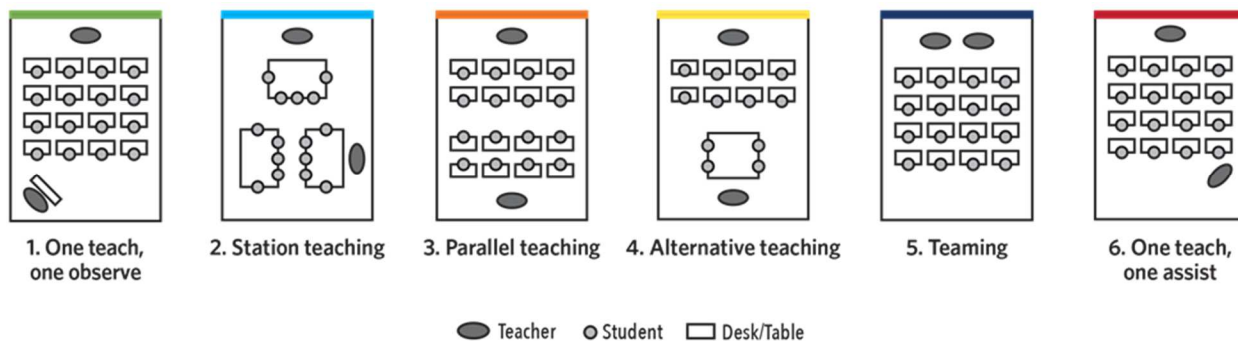 1. One teach,
one observe
2. Station teaching
3. Parallel teaching
4. Alternative teaching
5. Teaming
6. One teach,
one assist
Teacher
Student
Desk/Table